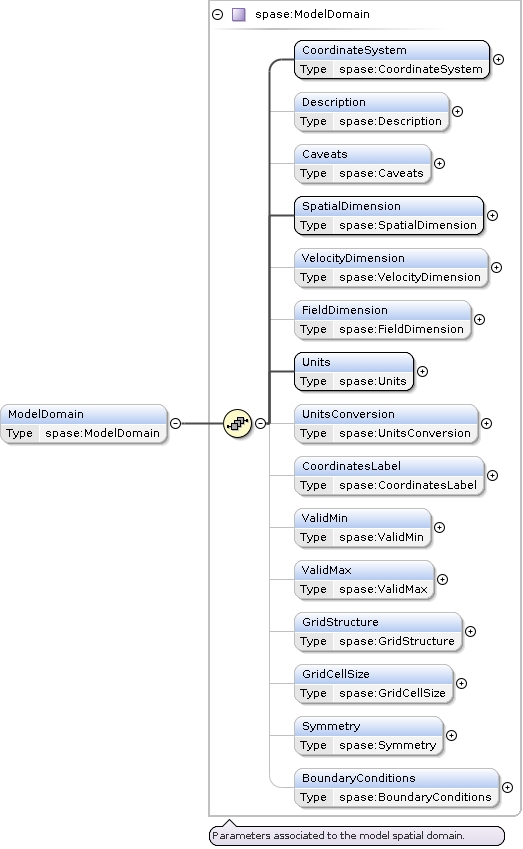 spase:ModelDomain
CoordinateSystem
Type spase:CoordinateSystem
Description
Type spase:Description
Caveats
Type spase:Caveats
SpatialDimension
Type spase:SpatialDimension
VelocityDimension
Type spase:VelocityDimension
FieldDimension
Type spase:FieldDimension
Units
Type spase:Units
ModelDomain
Type spase:ModelDomain
UnitsConversion
Type spase:UnitsConversion
CoordinatesLabel
Type spase:CoordinatesLabel
ValidMin
Type spase:ValidMin
ValidMax
Type spase:ValidMax
GridStructure
Type spase:GridStructure
GridCellSize
Type spase:GridCellSize
Symmetry
Type spase:Symmetry
BoundaryConditions
Type spase:BoundaryConditions
Parameters associated to the model spatial domain.